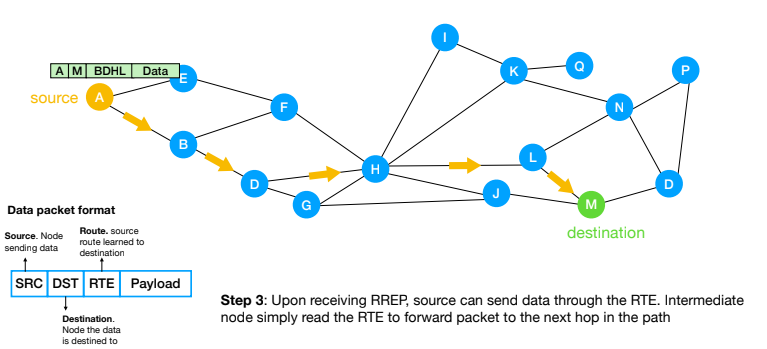 I
K
Q
P
A M BDHL Data
E
source
A
F
N
B
L
H
D
D
J
G
M
destination
Data packet format
Source. Node
sending data
Route. source
route learned to
destination
SRC DST RTE Payload
Destination.
Node the data
is destined to
Step 3: Upon receiving RREP, source can send data through the RTE. Intermediate
node simply read the RTE to forward packet to the next hop in the path